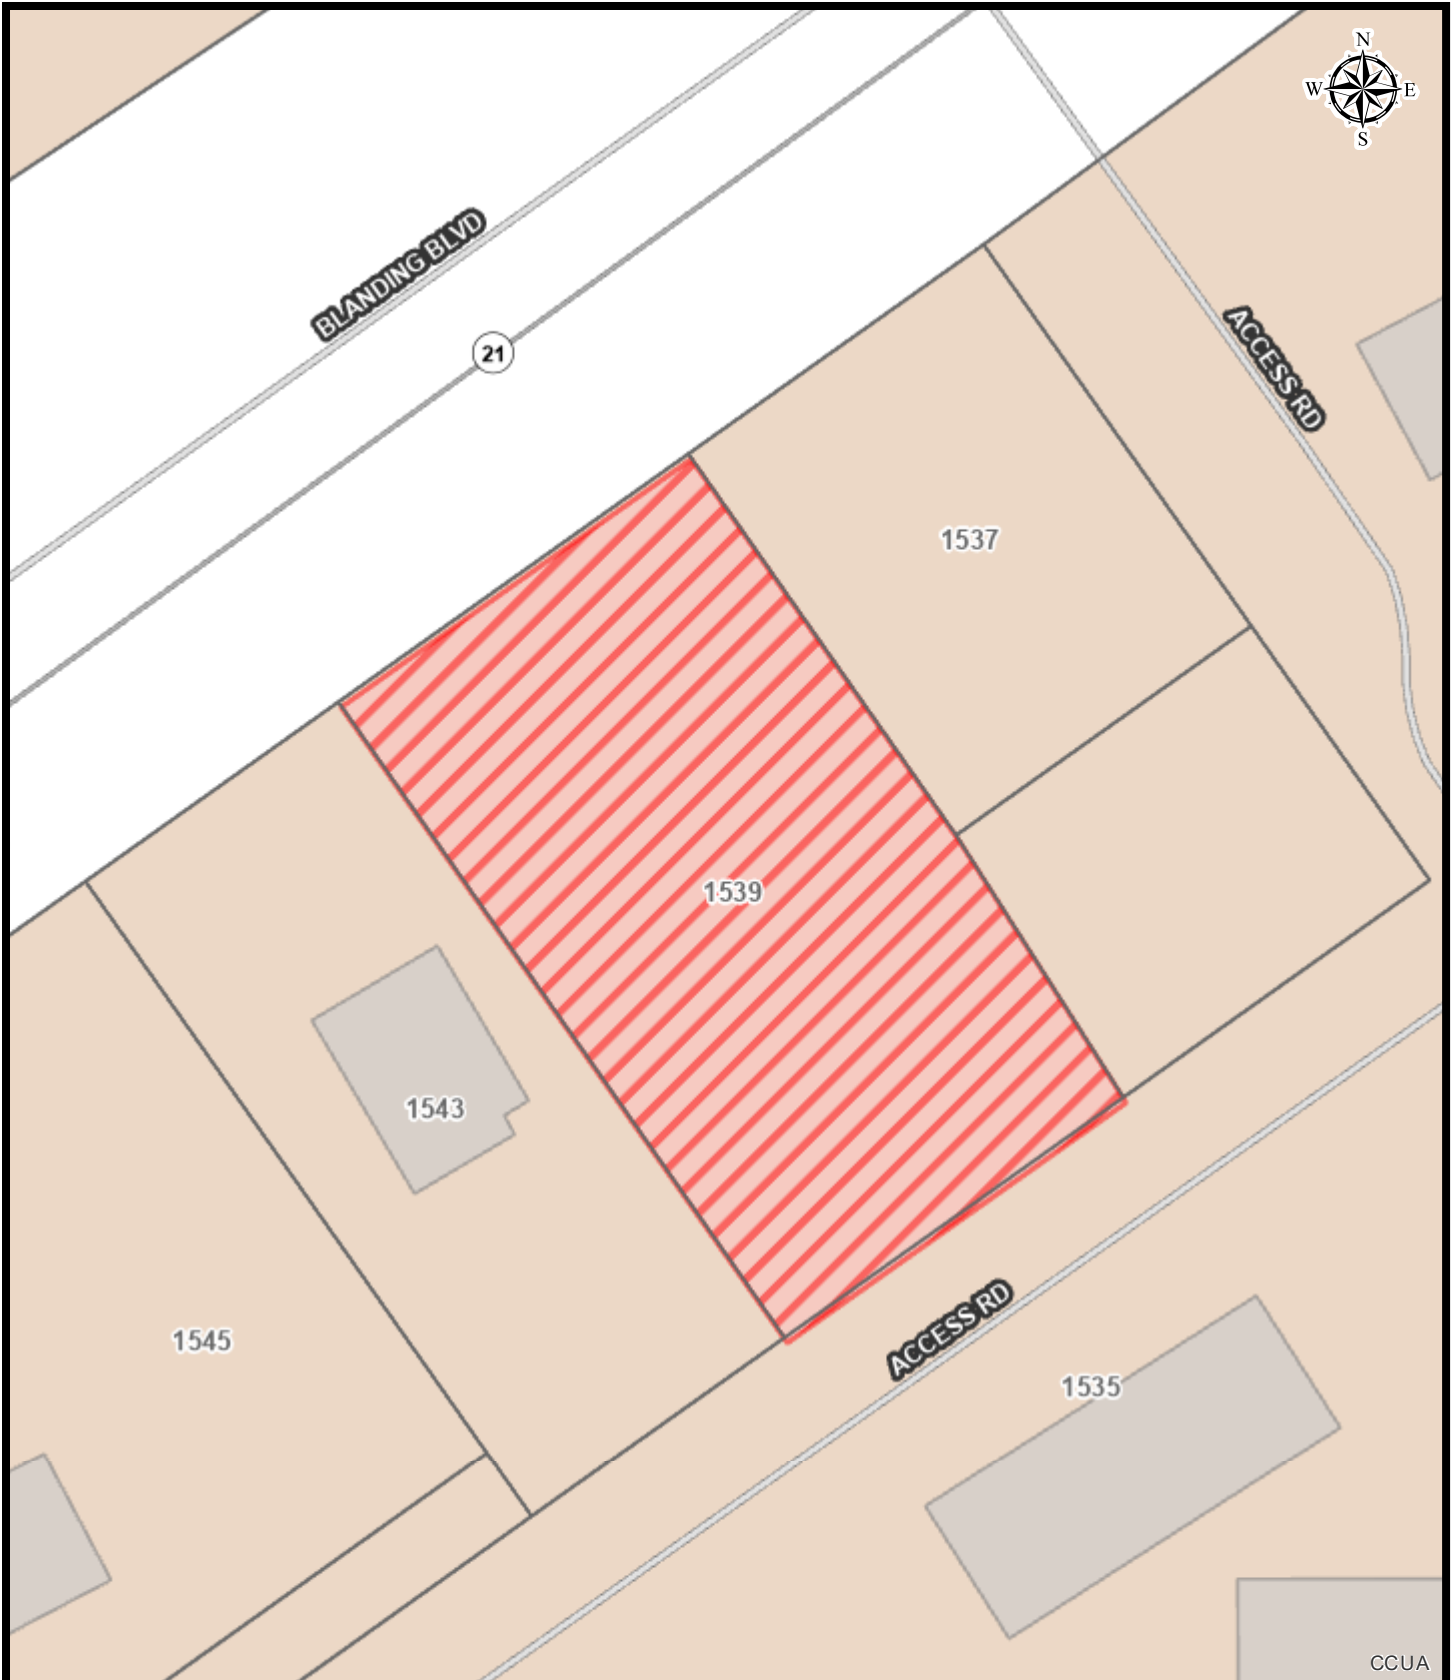 N
W E
S
BLANDING BLVD
21
ACCESS RD
1537
1539
1543
ACCESS RD
1545
1535
CCUA